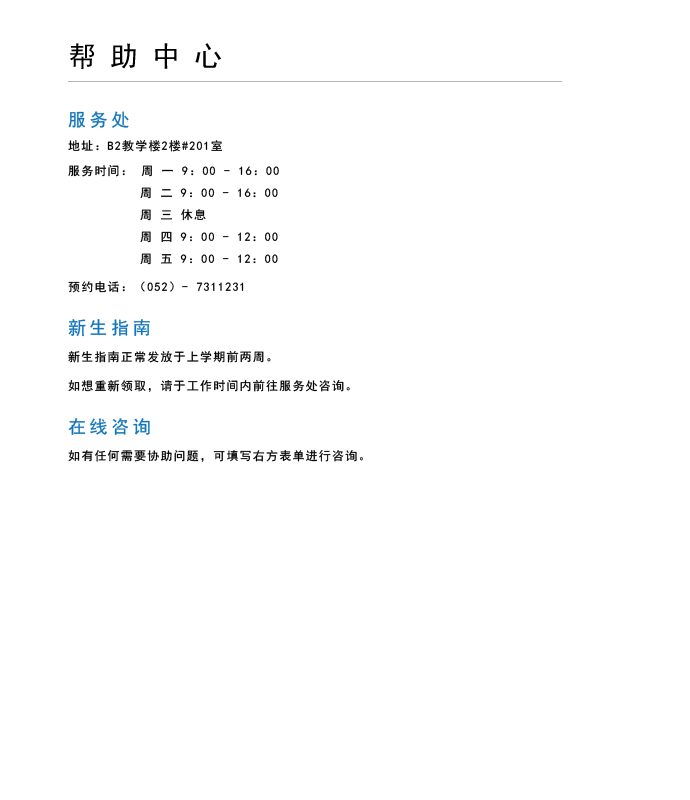 帮助中心
服务处
地址：B2教学楼2楼#201室
服务时间： 周 一 9：00 - 16：00
周 二 9：00 - 16：00
周 三 休息
周 四 9：00 - 12：00
周 五 9：00 - 12：00
预约电话：（052）- 7311231
新生指南
新生指南正常发放于上学期前两周。
如想重新领取，请于工作时间内前往服务处咨询。
在线咨询
如有任何需要协助问题，可填写右方表单进行咨询。